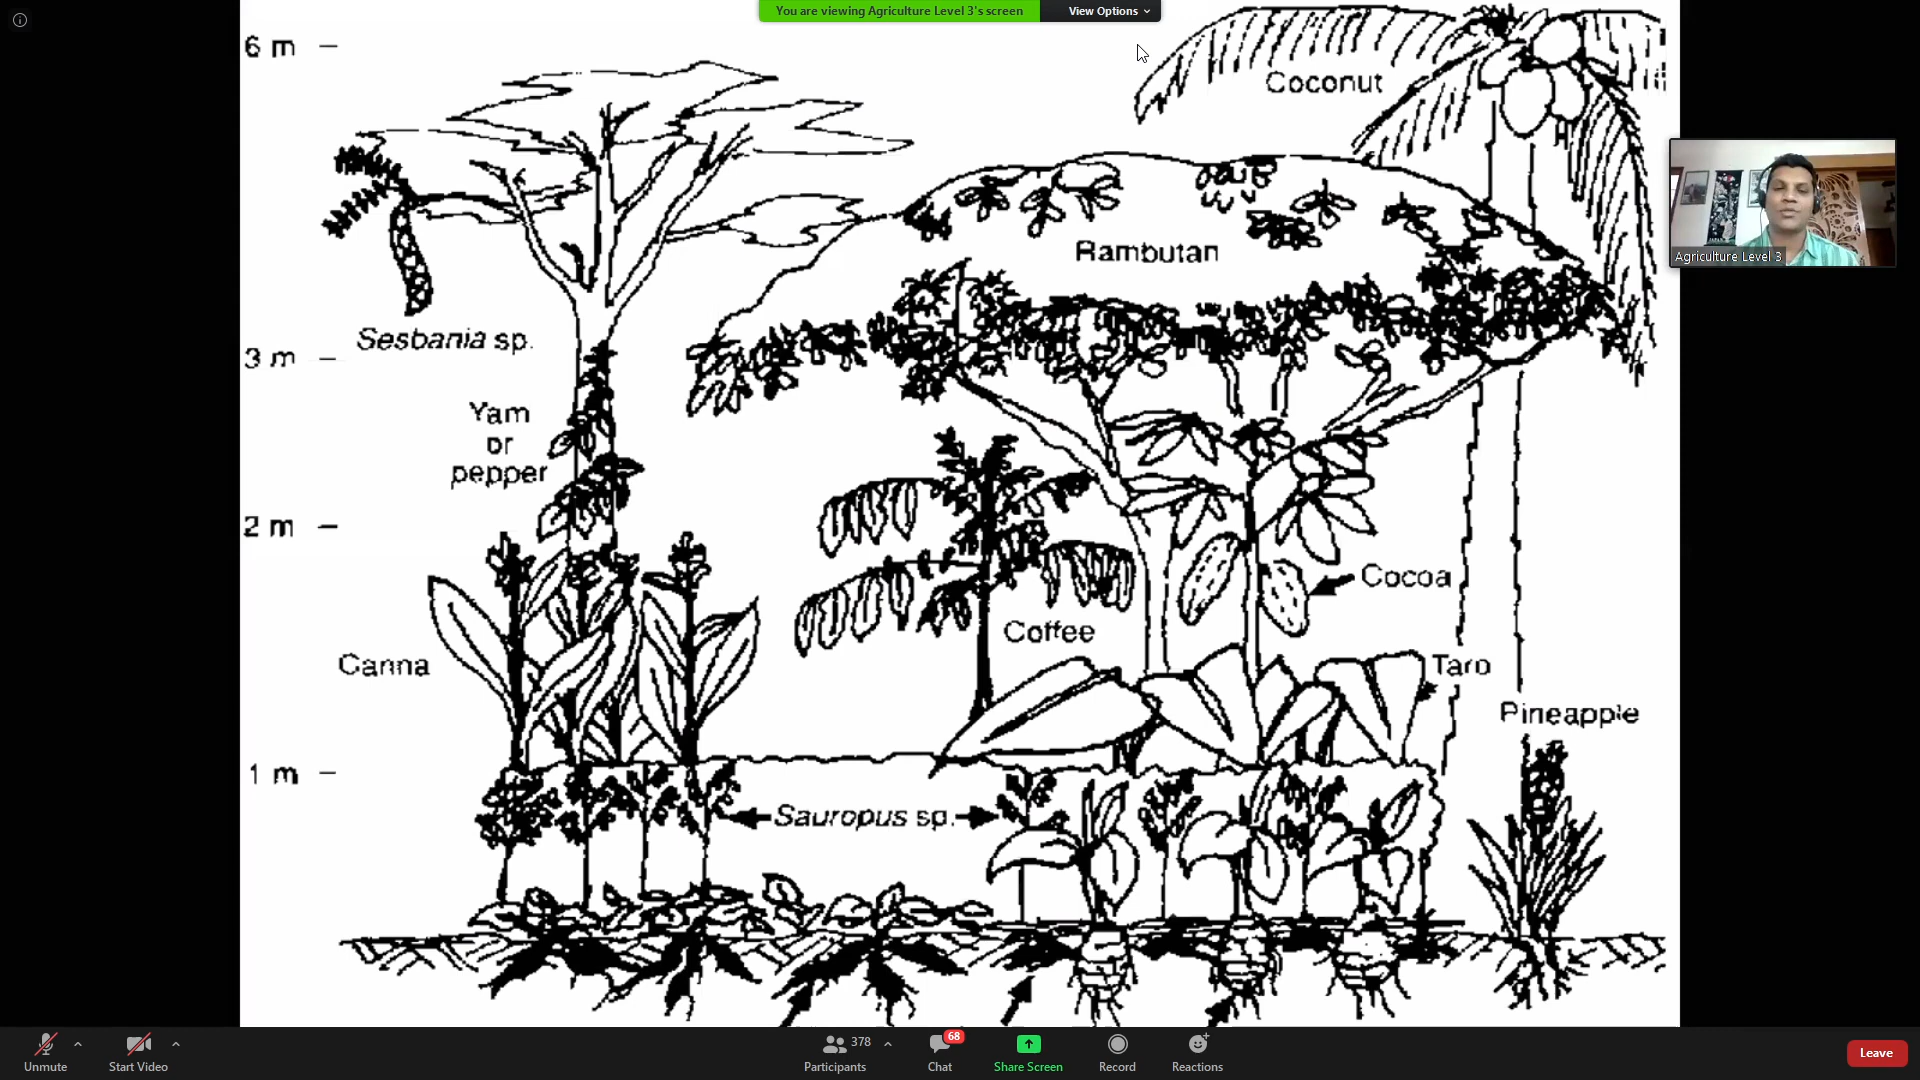 You are viewing Agriculture Level 3's screen
View Options
6 m
Coconut
Rambutan
Agriculture Level 3
Sesbania sp.
3 m
Yam
or
pepper
2 m
Cocoa
Coffee
Canna
Taro
Pineapple
1 m
Sauropus sp.
Unmute
Start Video
Participants
378
Chat
68
Share Screen
Record
Reactions
Leave